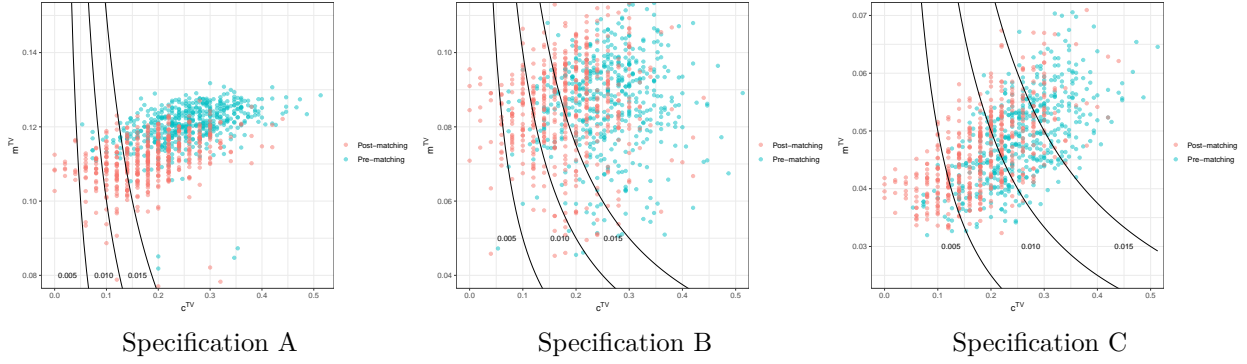 0.14
0.12
0.10
0.08
m^TV
0.005
0.010
0.015
0.0
0.1
0.2
0.3
0.4
0.5
c^TV
Post−matching
Pre−matching
Specification A
0.10
0.08
0.06
0.04
m^TV
0.005
0.010
0.015
0.0
0.1
0.2
0.3
0.4
0.5
c^TV
Post−matching
Pre−matching
Specification B
0.07
0.06
0.05
0.04
0.03
m^TV
0.005
0.010
0.015
0.0
0.1
0.2
0.3
0.4
0.5
c^TV
Post−matching
Pre−matching
Specification C